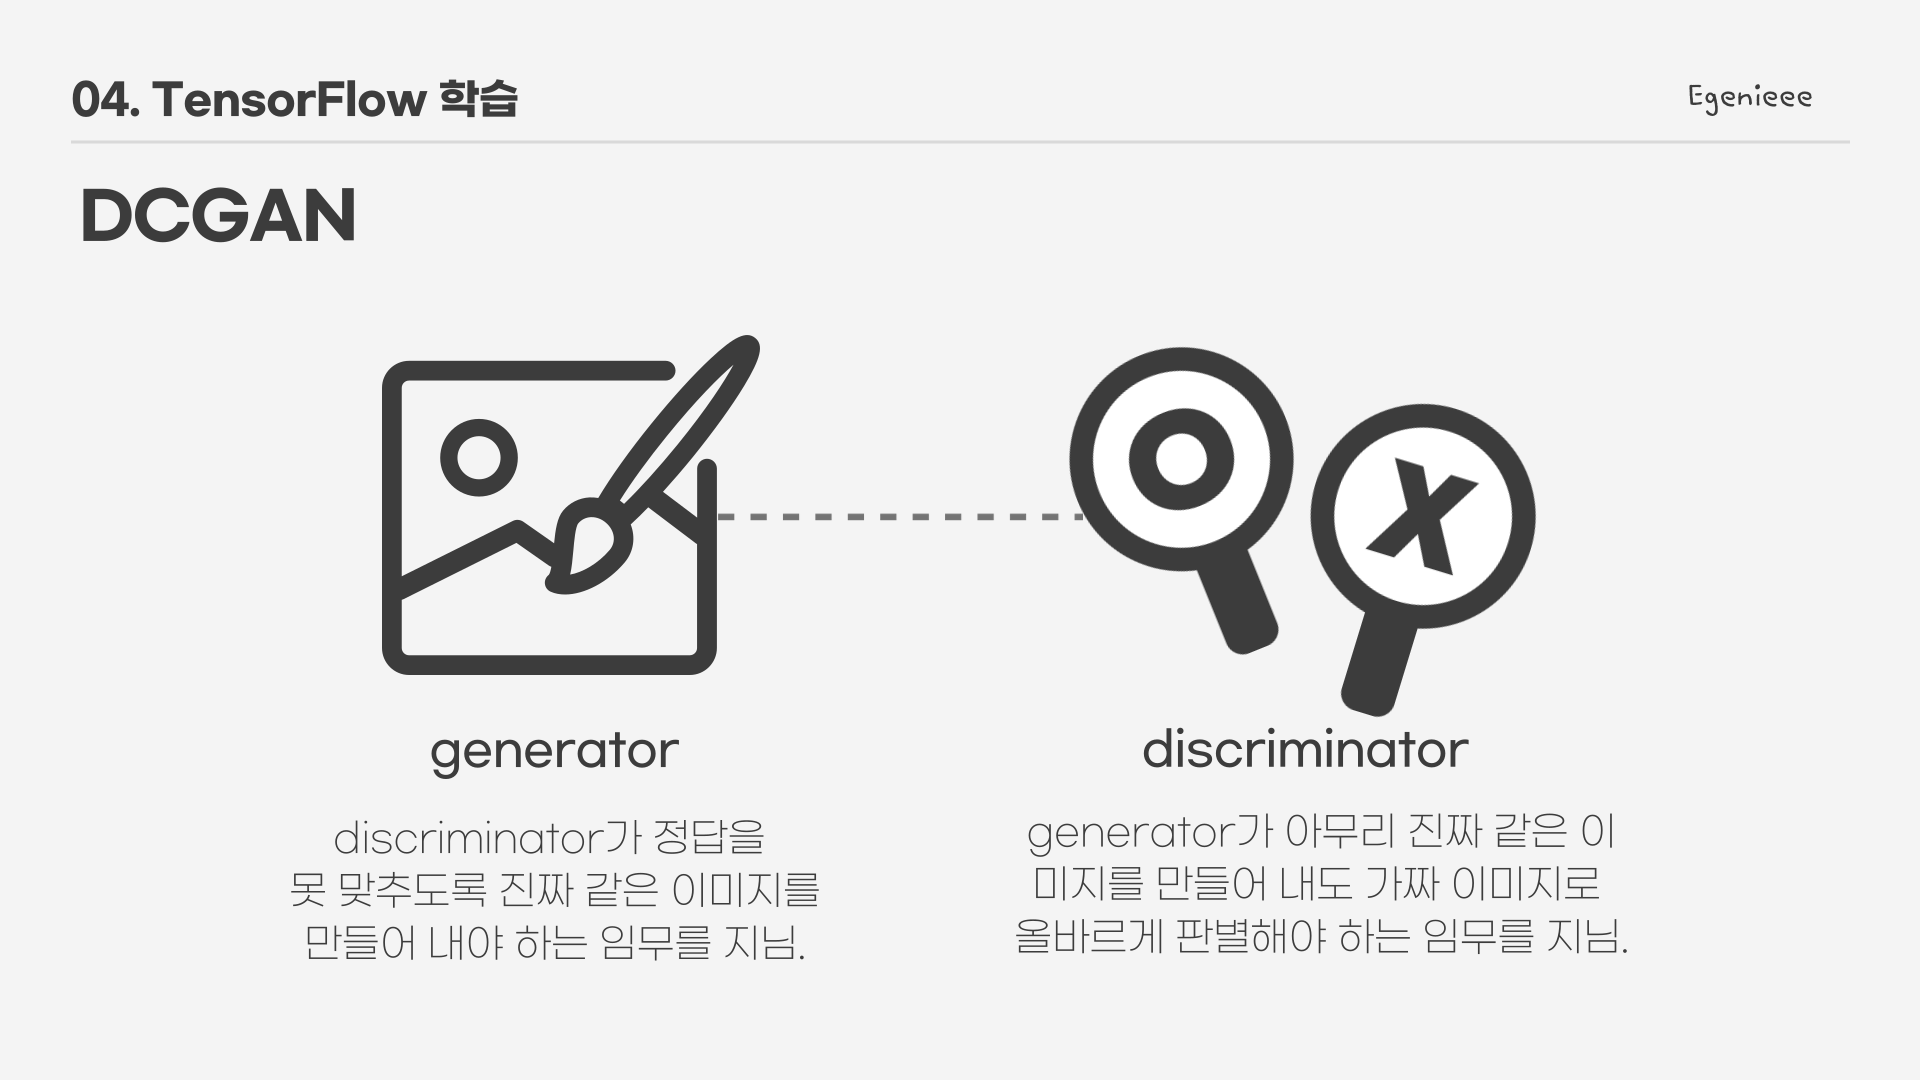 04. TensorFlow 학습
Egenieee
DCGAN
O
X
generator
discriminator가 정답을
못 맞추도록 진짜 같은 이미지를
만들어 내야 하는 임무를 지님.
discriminator
generator가 아무리 진짜 같은 이
미지를 만들어 내도 가짜 이미지로
올바르게 판별해야 하는 임무를 지님.